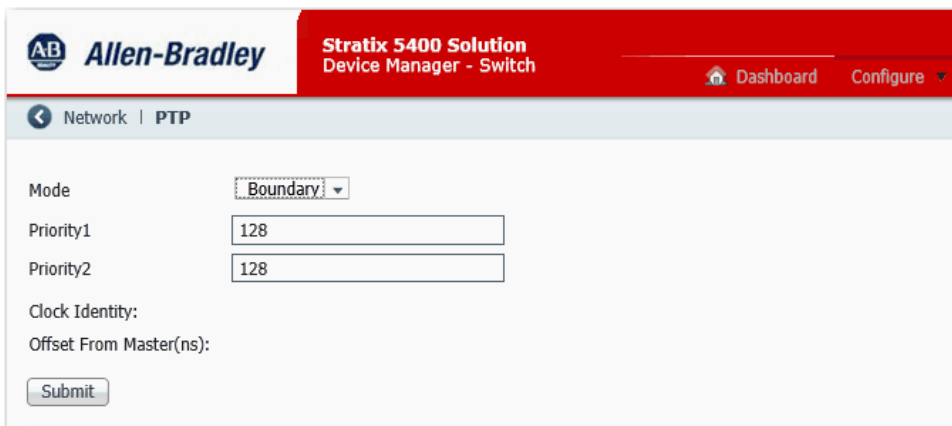 AB Allen-Bradley
Stratix 5400 Solution
Device Manager - Switch
Dashboard Configure
Network | PTP
Mode Boundary
Priority1 128
Priority2 128
Clock Identity:
Offset From Master(ns):
Submit